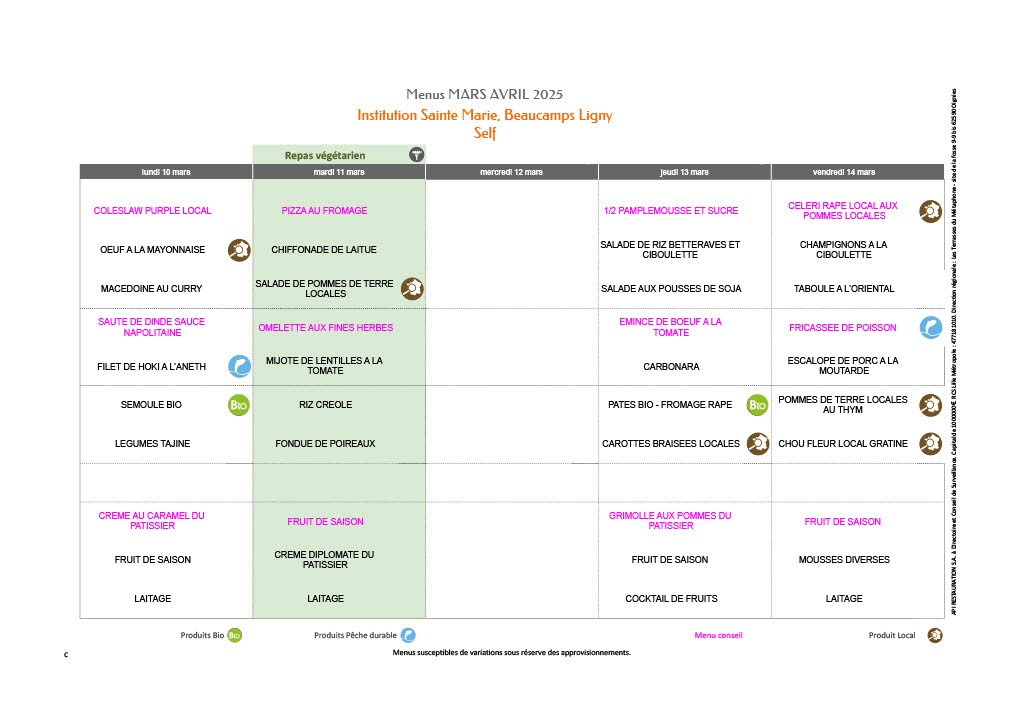 Menus MARS AVRIL 2025
Institution Sainte Marie, Beaucamps Ligny
Self
Repas végétarien
lundi 10 mars
mardi 11 mars
mercredi 12 mars
jeudi 13 mars
vendredi 14 mars
COLESLAW PURPLE LOCAL
PIZZA AU FROMAGE
1/2 PAMPLEMOUSSE ET SUCRE
CELERI RAPE LOCAL AUX
POMMES LOCALES
OEUF A LA MAYONNAISE
CHIFFONADE DE LAITUE
SALADE DE RIZ BETTERAVES ET
CIBOULETTE
CHAMPIGNONS A LA
CIBOULETTE
MACEDOINE AU CURRY
SALADE DE POMMES DE TERRE
LOCALES
SALADE AUX POUSSES DE SOJA
TABOULE A L'ORIENTAL
SAUTE DE DINDE SAUCE
NAPOLITAINE
OMELETTE AUX FINES HERBES
EMINCE DE BOEUF A LA
TOMATE
FRICASSEE DE POISSON
FILET DE HOKI A L'ANETH
MIJOTE DE LENTILLES A LA
TOMATE
CARBONARA
ESCALOPE DE PORC A LA
MOUTARDE
SEMOULE BIO
BIO
RIZ CREOLE
PATES BIO - FROMAGE RAPE
BIO
POMMES DE TERRE LOCALES
AU THYM
LEGUMES TAJINE
FONDUE DE POIREAUX
CAROTTES BRAISEES LOCALES
CHOU FLEUR LOCAL GRATINE
CREME AU CARAMEL DU
PATISSIER
FRUIT DE SAISON
GRIMOLLE AUX POMMES DU
PATISSIER
FRUIT DE SAISON
FRUIT DE SAISON
CREME DIPLOMATE DU
PATISSIER
FRUIT DE SAISON
MOUSSES DIVERSES
LAITAGE
LAITAGE
COCKTAIL DE FRUITS
LAITAGE
Produits Bio
BIO
Produits Pêche durable
Menu conseil
Produit Local
Menus susceptibles de variations sous réserve des approvisionnements.
C
API RESTAURATION S.A. à Directoire et Conseil de Surveillance. Capital de 1000000€. RCS Lille Métropole : 477181010. Direction régionale : Les Terrasses du Métaphone - site de la fosse 9-9 bis 62590 Oignies